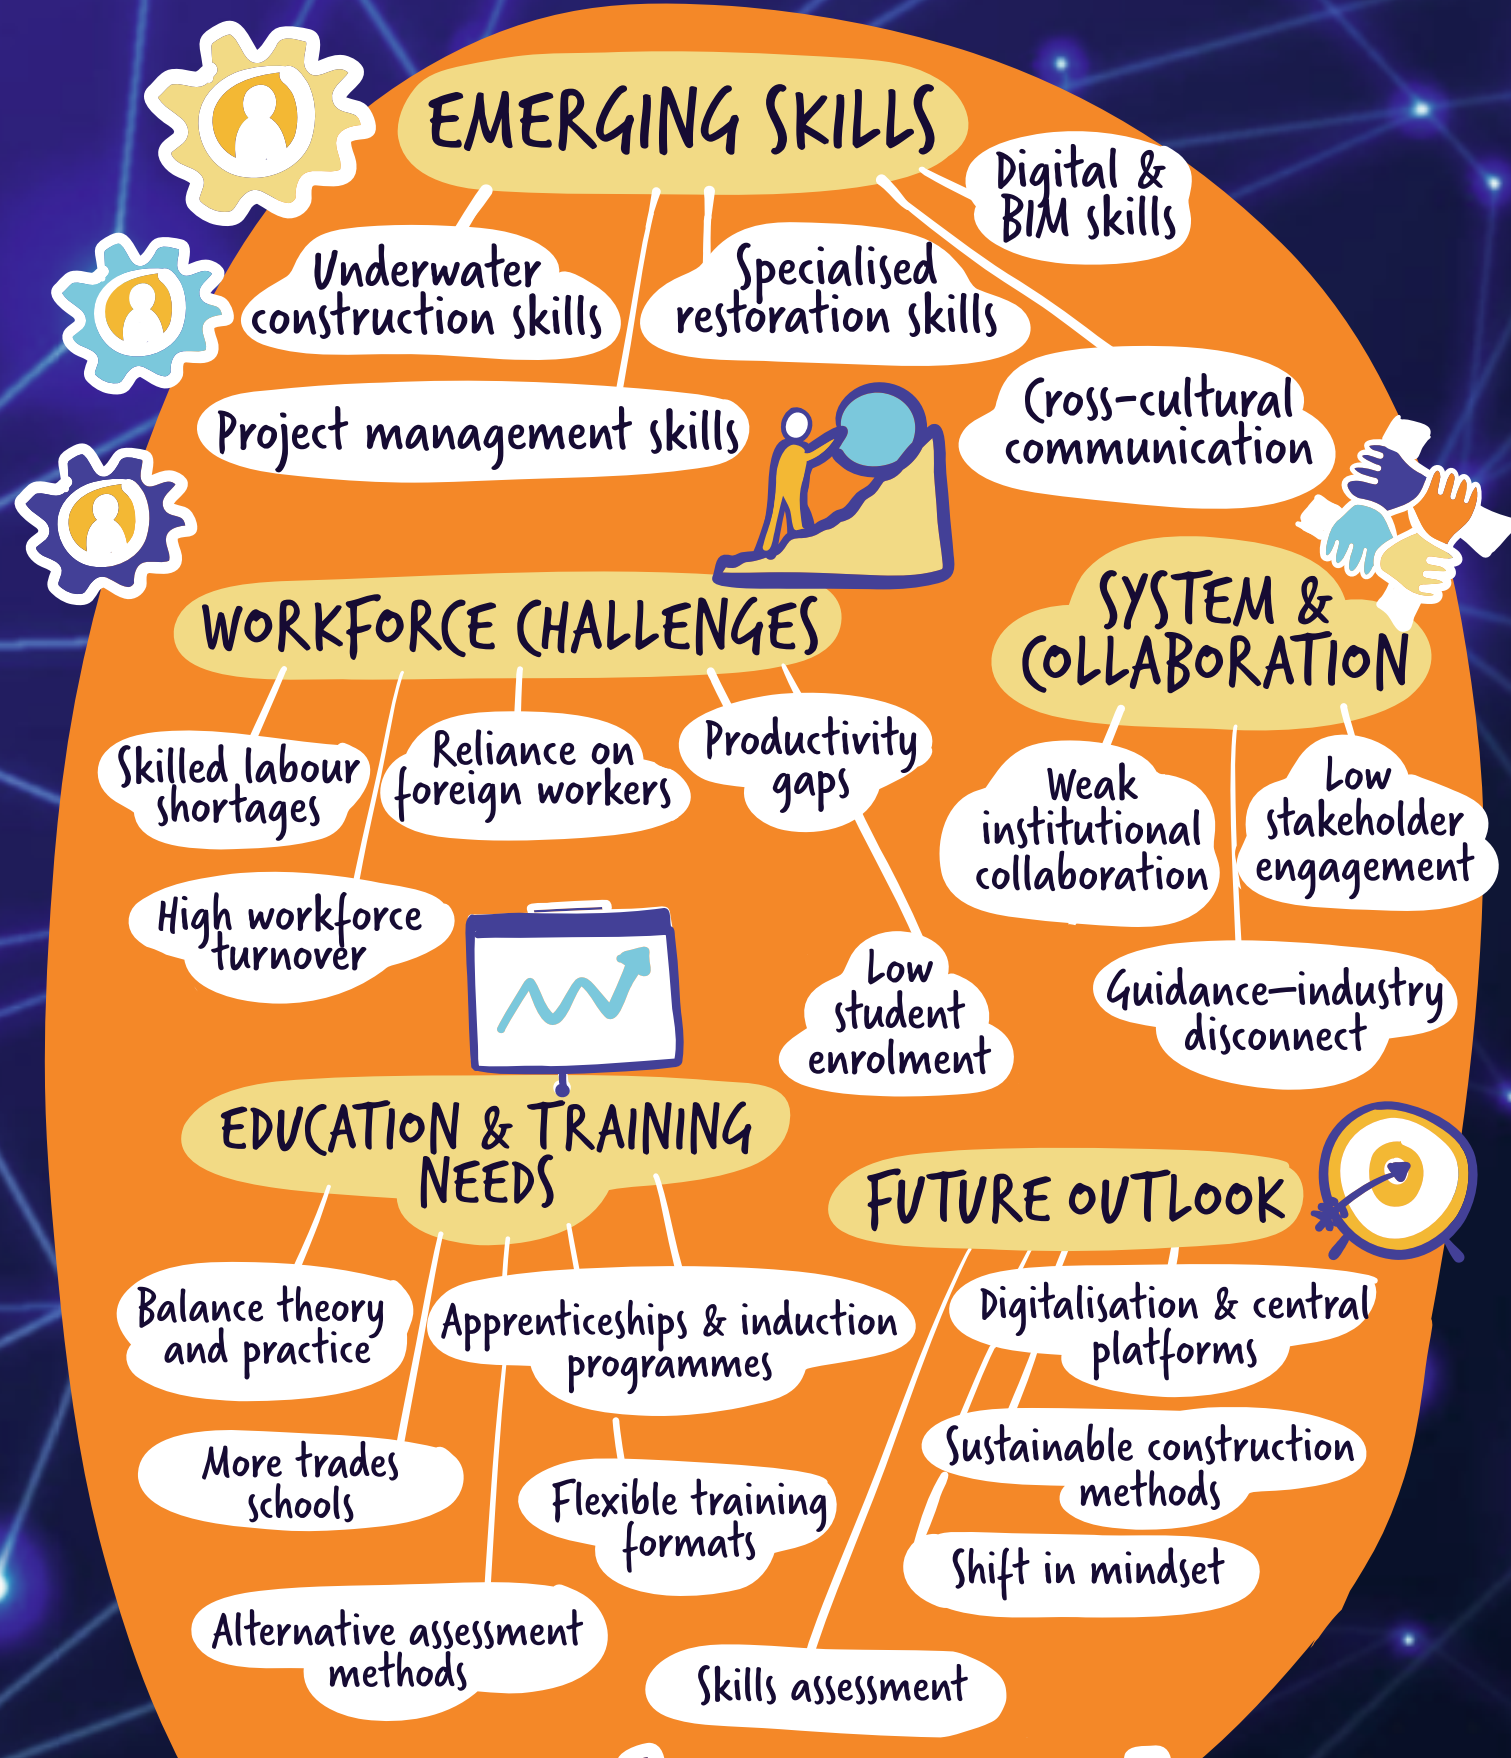 EMERGING SKILLS
Digital &
BIM skills
Underwater
construction skills
Specialised
restoration skills
Project management skills
Cross-cultural
communication
WORKFORCE CHALLENGES
Skilled labour
shortages
Reliance on
foreign workers
Productivity
gaps
High workforce
turnover
Low
student
enrolment
SYSTEM &
COLLABORATION
Weak
institutional
collaboration
Low
stakeholder
engagement
Guidance–industry
disconnect
EDUCATION & TRAINING
NEEDS
Balance theory
and practice
Apprenticeships & induction
programmes
More trades
schools
Flexible training
formats
Alternative assessment
methods
FUTURE OUTLOOK
Digitalisation & central
platforms
Sustainable construction
methods
Shift in mindset
Skills assessment